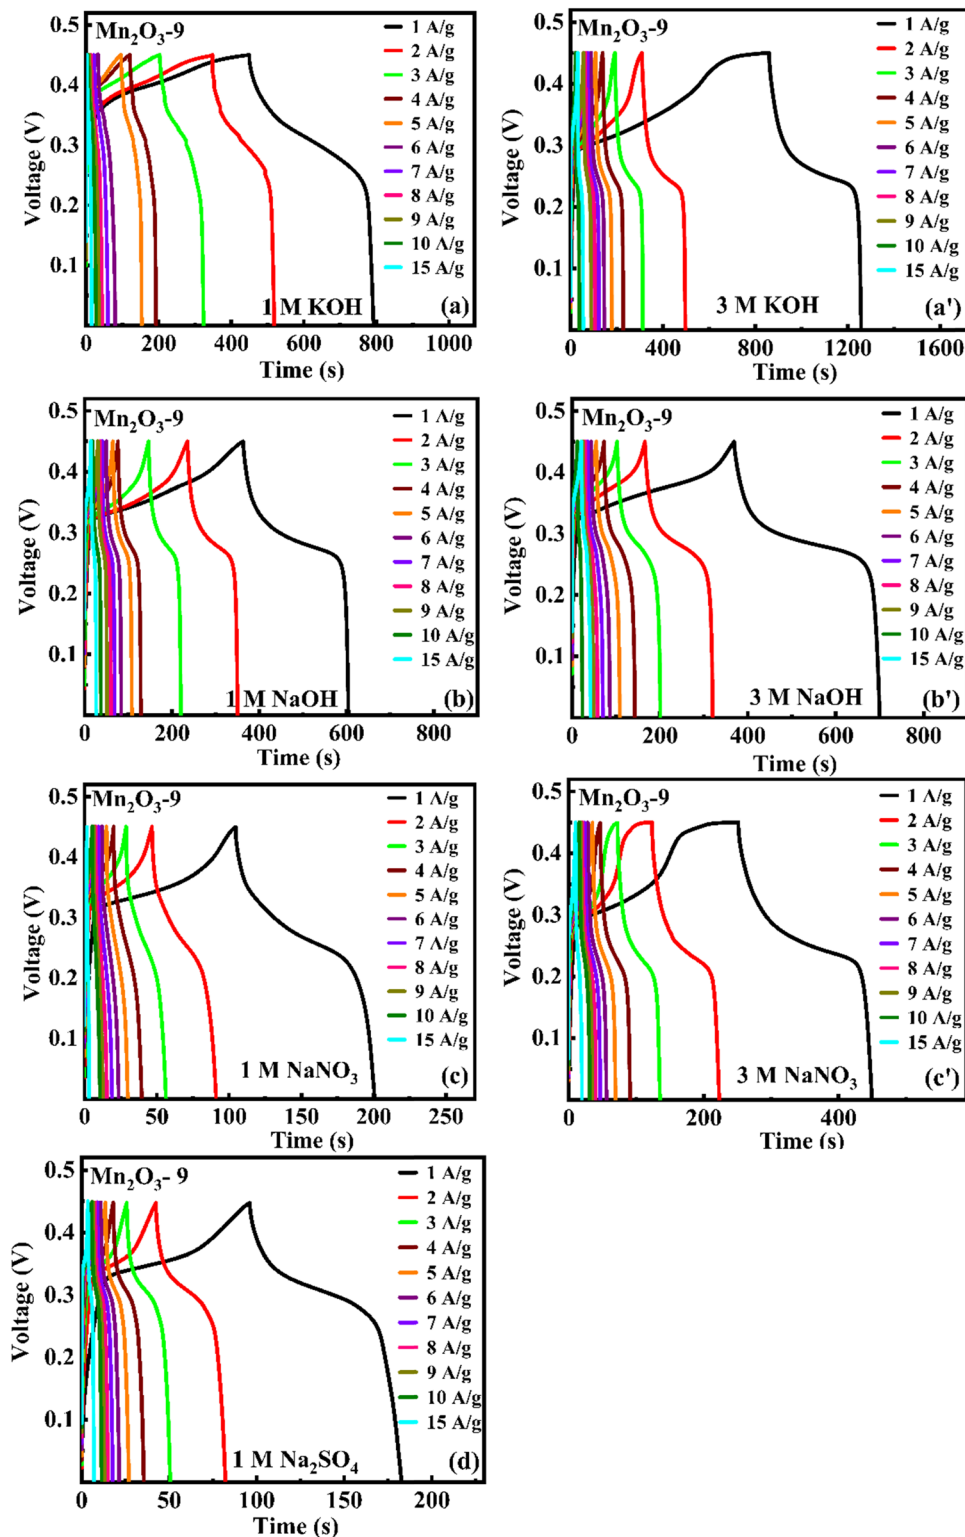 Mn₂O₃-9
1 A/g
2 A/g
3 A/g
4 A/g
5 A/g
6 A/g
7 A/g
8 A/g
9 A/g
10 A/g
15 A/g
0.5
0.4
0.3
0.2
0.1
Voltage (V)
1 M KOH
(a)
0 200 400 600 800 1000
Time (s)
Mn₂O₃-9
1 A/g
2 A/g
3 A/g
4 A/g
5 A/g
6 A/g
7 A/g
8 A/g
9 A/g
10 A/g
15 A/g
0.5
0.4
0.3
0.2
0.1
Voltage (V)
3 M KOH
(a')
0 400 800 1200 1600
Time (s)
Mn₂O₃-9
1 A/g
2 A/g
3 A/g
4 A/g
5 A/g
6 A/g
7 A/g
8 A/g
9 A/g
10 A/g
15 A/g
0.5
0.4
0.3
0.2
0.1
Voltage (V)
1 M NaOH
(b)
0 200 400 600 800
Time (s)
Mn₂O₃-9
1 A/g
2 A/g
3 A/g
4 A/g
5 A/g
6 A/g
7 A/g
8 A/g
9 A/g
10 A/g
15 A/g
0.5
0.4
0.3
0.2
0.1
Voltage (V)
3 M NaOH
(b')
0 200 400 600 800
Time (s)
Mn₂O₃-9
1 A/g
2 A/g
3 A/g
4 A/g
5 A/g
6 A/g
7 A/g
8 A/g
9 A/g
10 A/g
15 A/g
0.5
0.4
0.3
0.2
0.1
Voltage (V)
1 M NaNO₃
(c)
0 50 100 150 200 250
Time (s)
Mn₂O₃-9
1 A/g
2 A/g
3 A/g
4 A/g
5 A/g
6 A/g
7 A/g
8 A/g
9 A/g
10 A/g
15 A/g
0.5
0.4
0.3
0.2
0.1
Voltage (V)
3 M NaNO₃
(c')
0 200 400
Time (s)
Mn₂O₃- 9
1 A/g
2 A/g
3 A/g
4 A/g
5 A/g
6 A/g
7 A/g
8 A/g
9 A/g
10 A/g
15 A/g
0.5
0.4
0.3
0.2
0.1
Voltage (V)
1 M Na₂SO₄
(d)
0 50 100 150 200
Time (s)